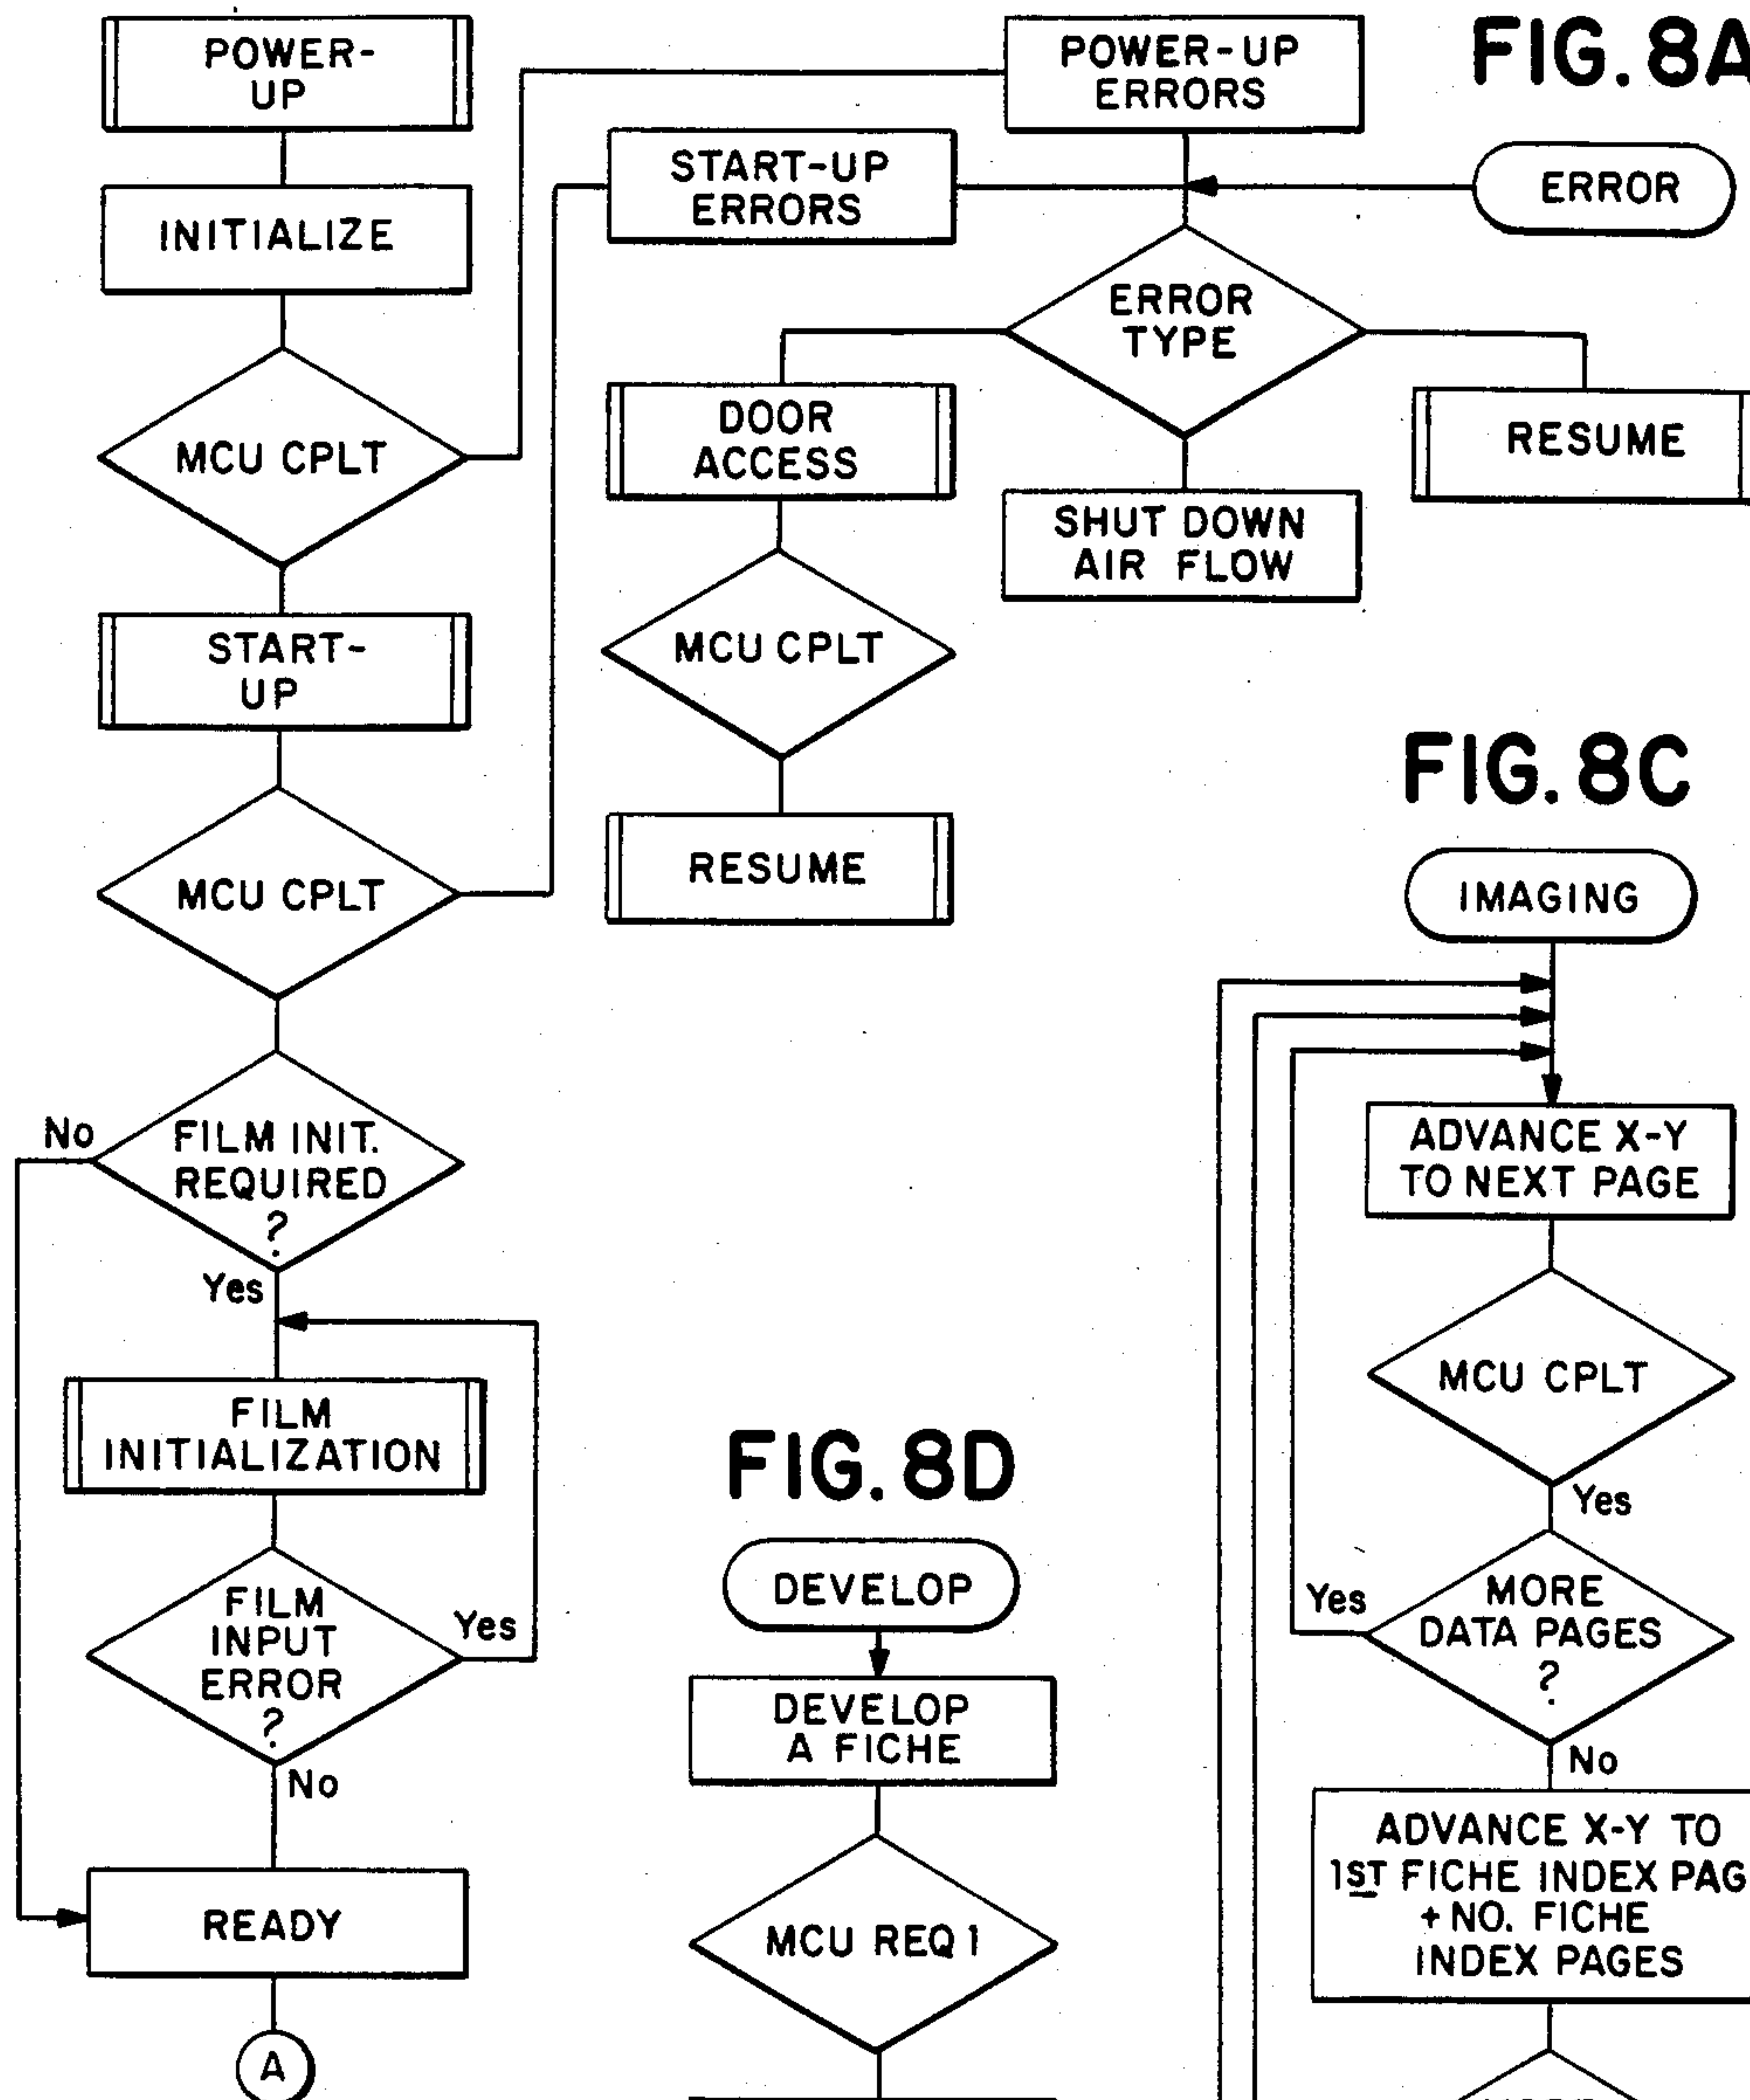 FIG. 8A
POWER-
UP
INITIALIZE
MCU CPLT
START-
UP
MCU CPLT
No
FILM INIT.
REQUIRED
?
Yes
FILM
INITIALIZATION
FILM
INPUT
ERROR
?
Yes
No
READY
A
POWER-UP
ERRORS
START-UP
ERRORS
ERROR
ERROR
TYPE
DOOR
ACCESS
SHUT DOWN
AIR FLOW
RESUME
MCU CPLT
RESUME
FIG. 8C
IMAGING
ADVANCE X-Y
TO NEXT PAGE
MCU CPLT
Yes
MORE
DATA PAGES
?
Yes
No
ADVANCE X-Y TO
1ST FICHE INDEX PAG
+ NO. FICHE
INDEX PAGES
FIG. 8D
DEVELOP
DEVELOP
A FICHE
MCU REQ 1